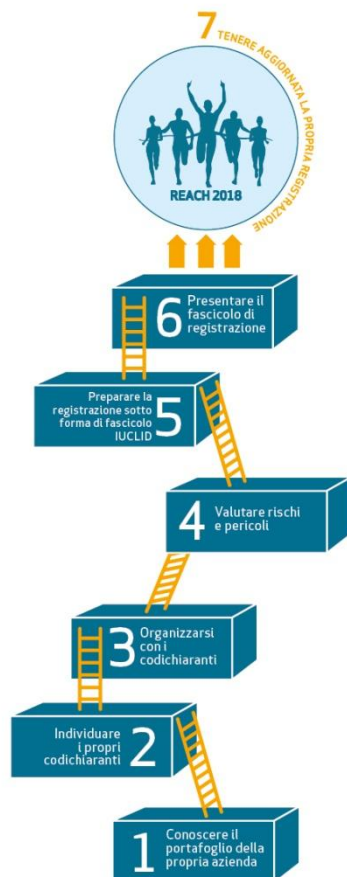 7 TENERE AGGIORNATA LA PROPRIA REGISTRAZIONE
REACH 2018
6 Presentare il
fascicolo di
registrazione
Preparare la
registrazione sotto
forma di fascicolo
IUCLID
5
4 Valutare rischi
e pericoli
3 Organizzarsi
con i
codichiaranti
Individuare
i propri
codichiaranti
2
1 Conoscere il
portafoglio della
propria azienda